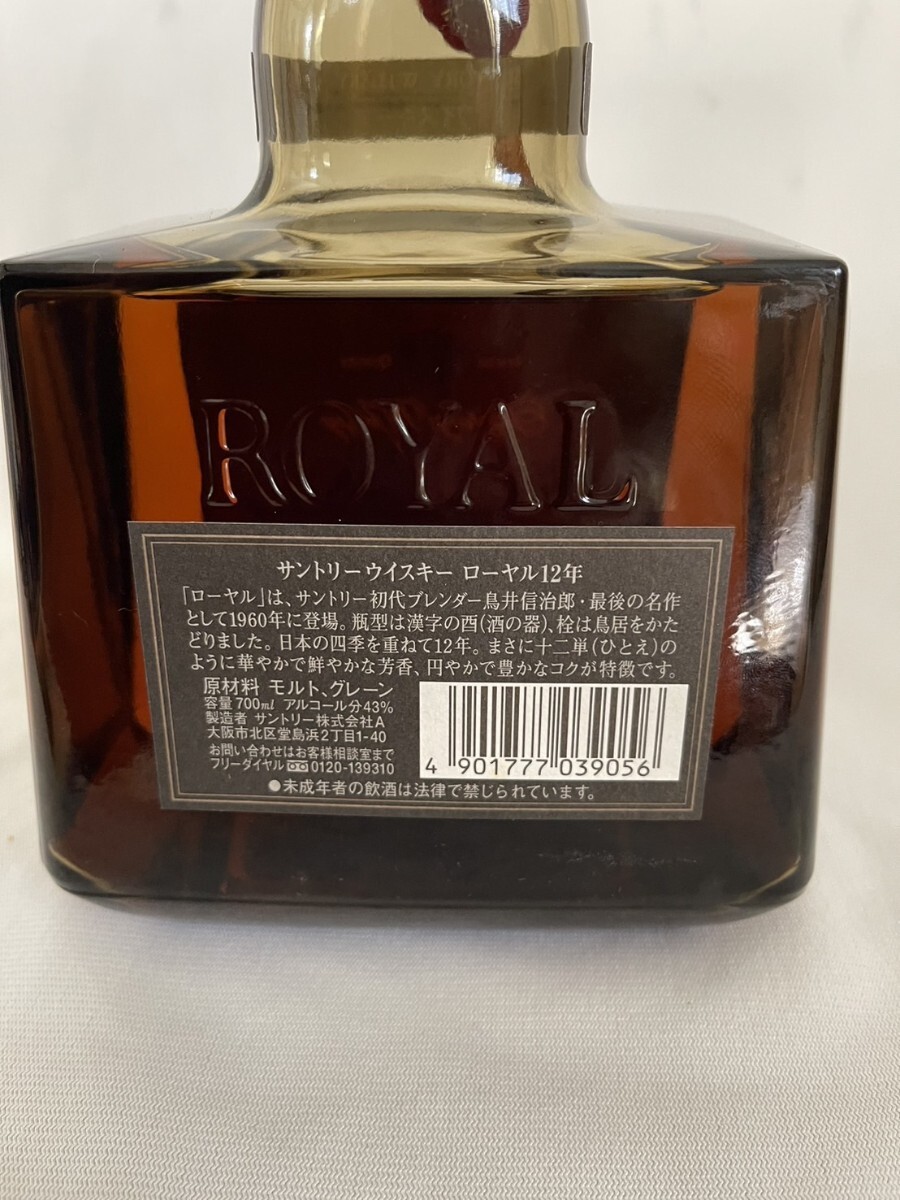 ROYAL
サントリーウイスキー ローヤル12年
「ローヤル」は、サントリー初代ブレンダー鳥井信治郎・最後の名作
として1960年に登場。瓶型は漢字の酉(酒の器)、栓は鳥居をかた
どりました。日本の四季を重ねて12年。まさに十二単(ひとえ)の
ように華やかで鮮やかな芳香、円やかで豊かなコクが特徴です。
原材料 モルト、グレーン
容量 700ml アルコール分43%
製造者 サントリー株式会社A
大阪市北区堂島浜2丁目1-40
お問い合わせはお客様相談室まで
フリーダイヤル 0120-139310
4 901777 039056
●未成年者の飲酒は法律で禁じられています。